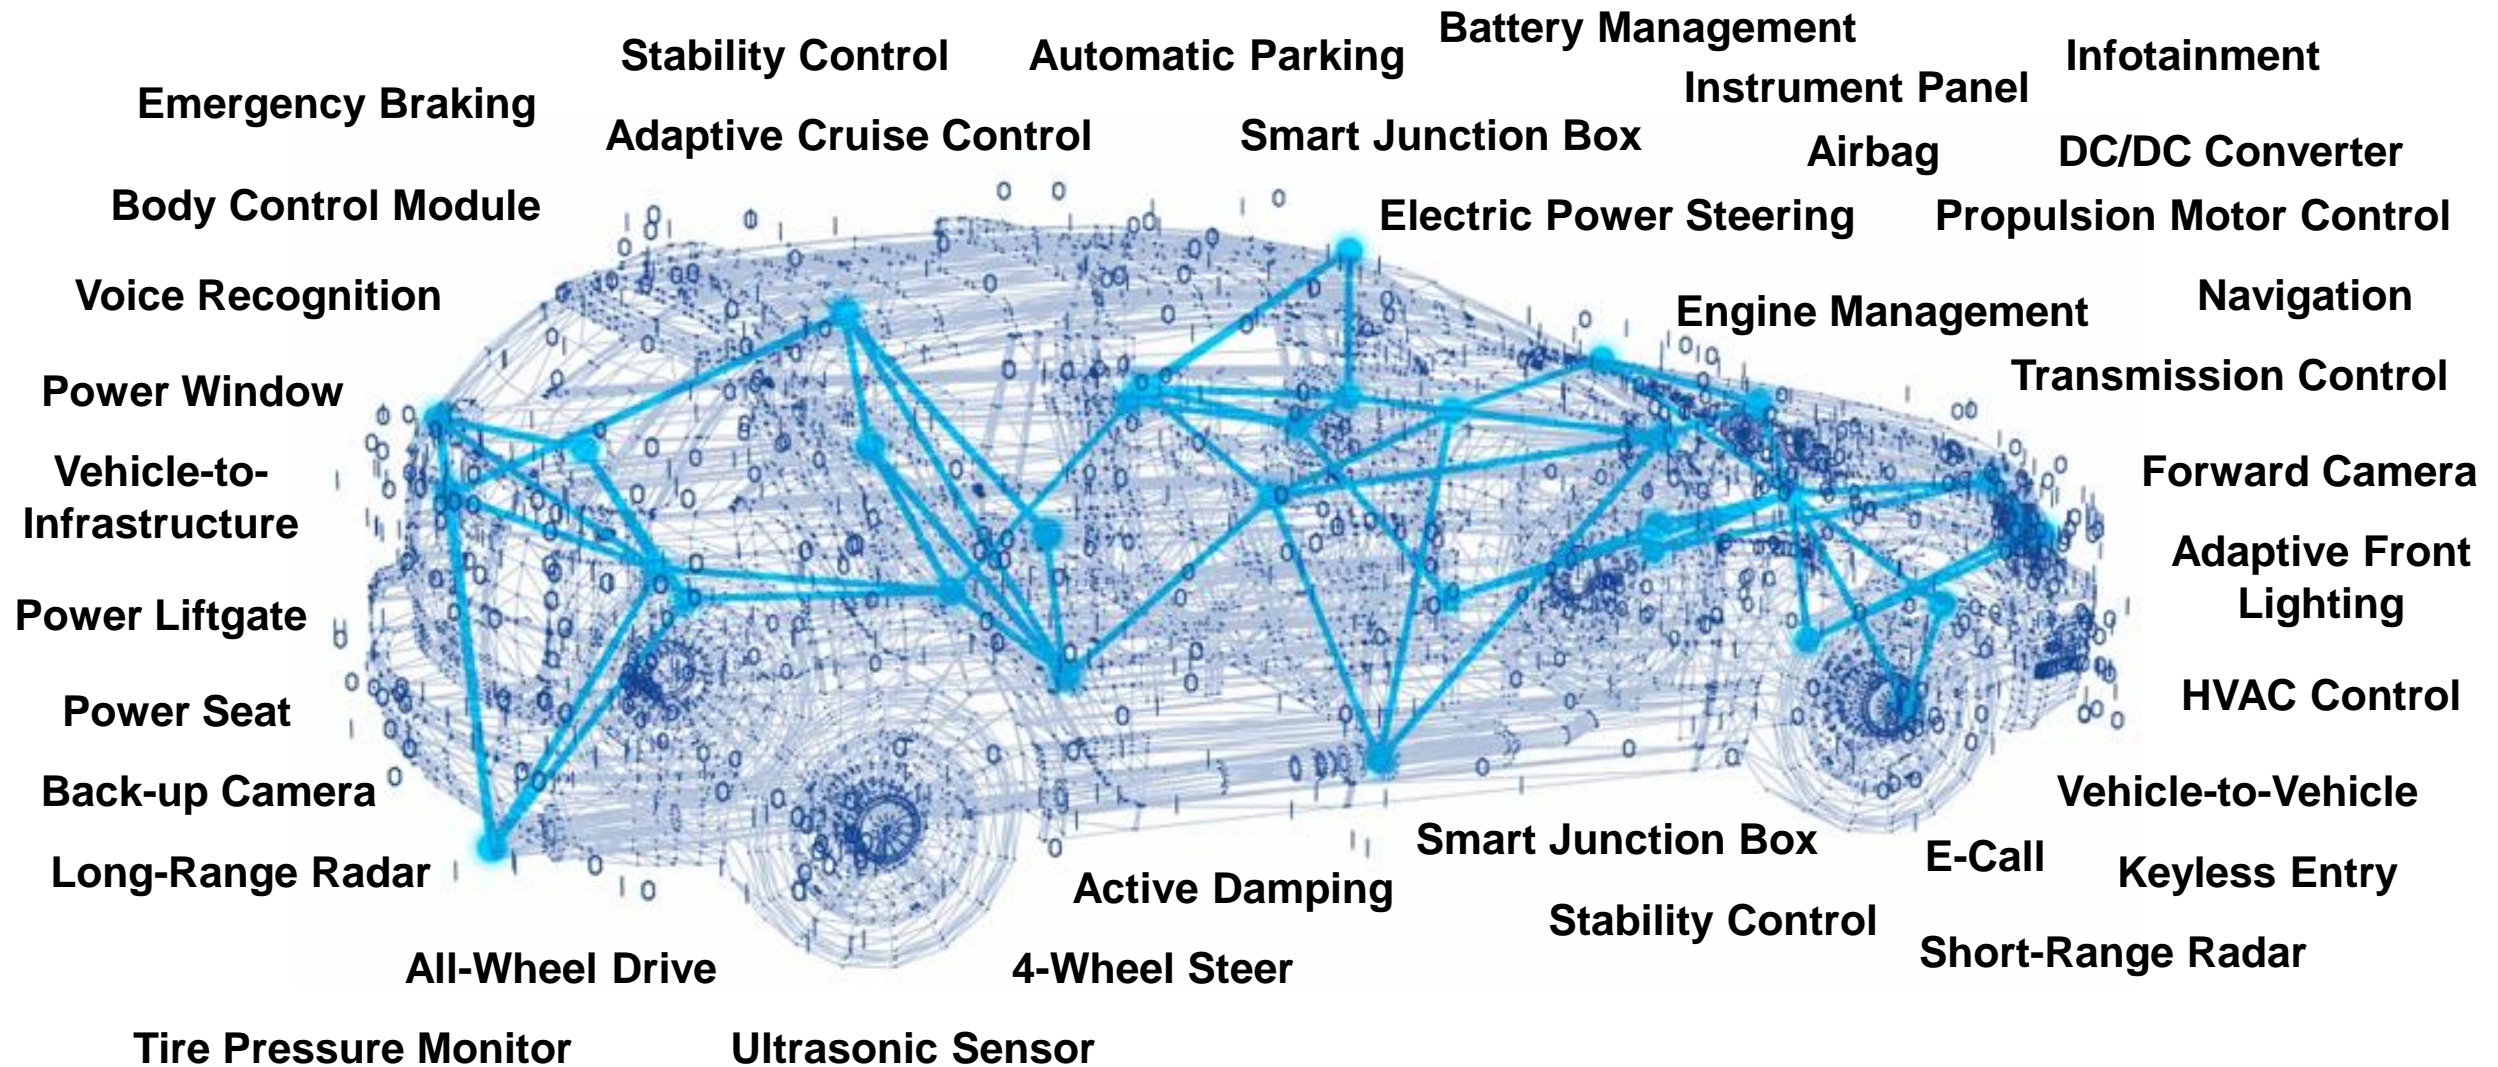 Battery Management
Stability Control
Automatic Parking
Infotainment
Instrument Panel
Emergency Braking
Adaptive Cruise Control
Smart Junction Box
Airbag
DC/DC Converter
Body Control Module
Electric Power Steering
Propulsion Motor Control
Voice Recognition
Engine Management
Navigation
Power Window
Transmission Control
Vehicle-to-
Infrastructure
Forward Camera
Adaptive Front
Lighting
Power Liftgate
HVAC Control
Power Seat
Back-up Camera
Vehicle-to-Vehicle
Smart Junction Box
E-Call
Long-Range Radar
Keyless Entry
Active Damping
Stability Control
Short-Range Radar
All-Wheel Drive
4-Wheel Steer
Tire Pressure Monitor
Ultrasonic Sensor